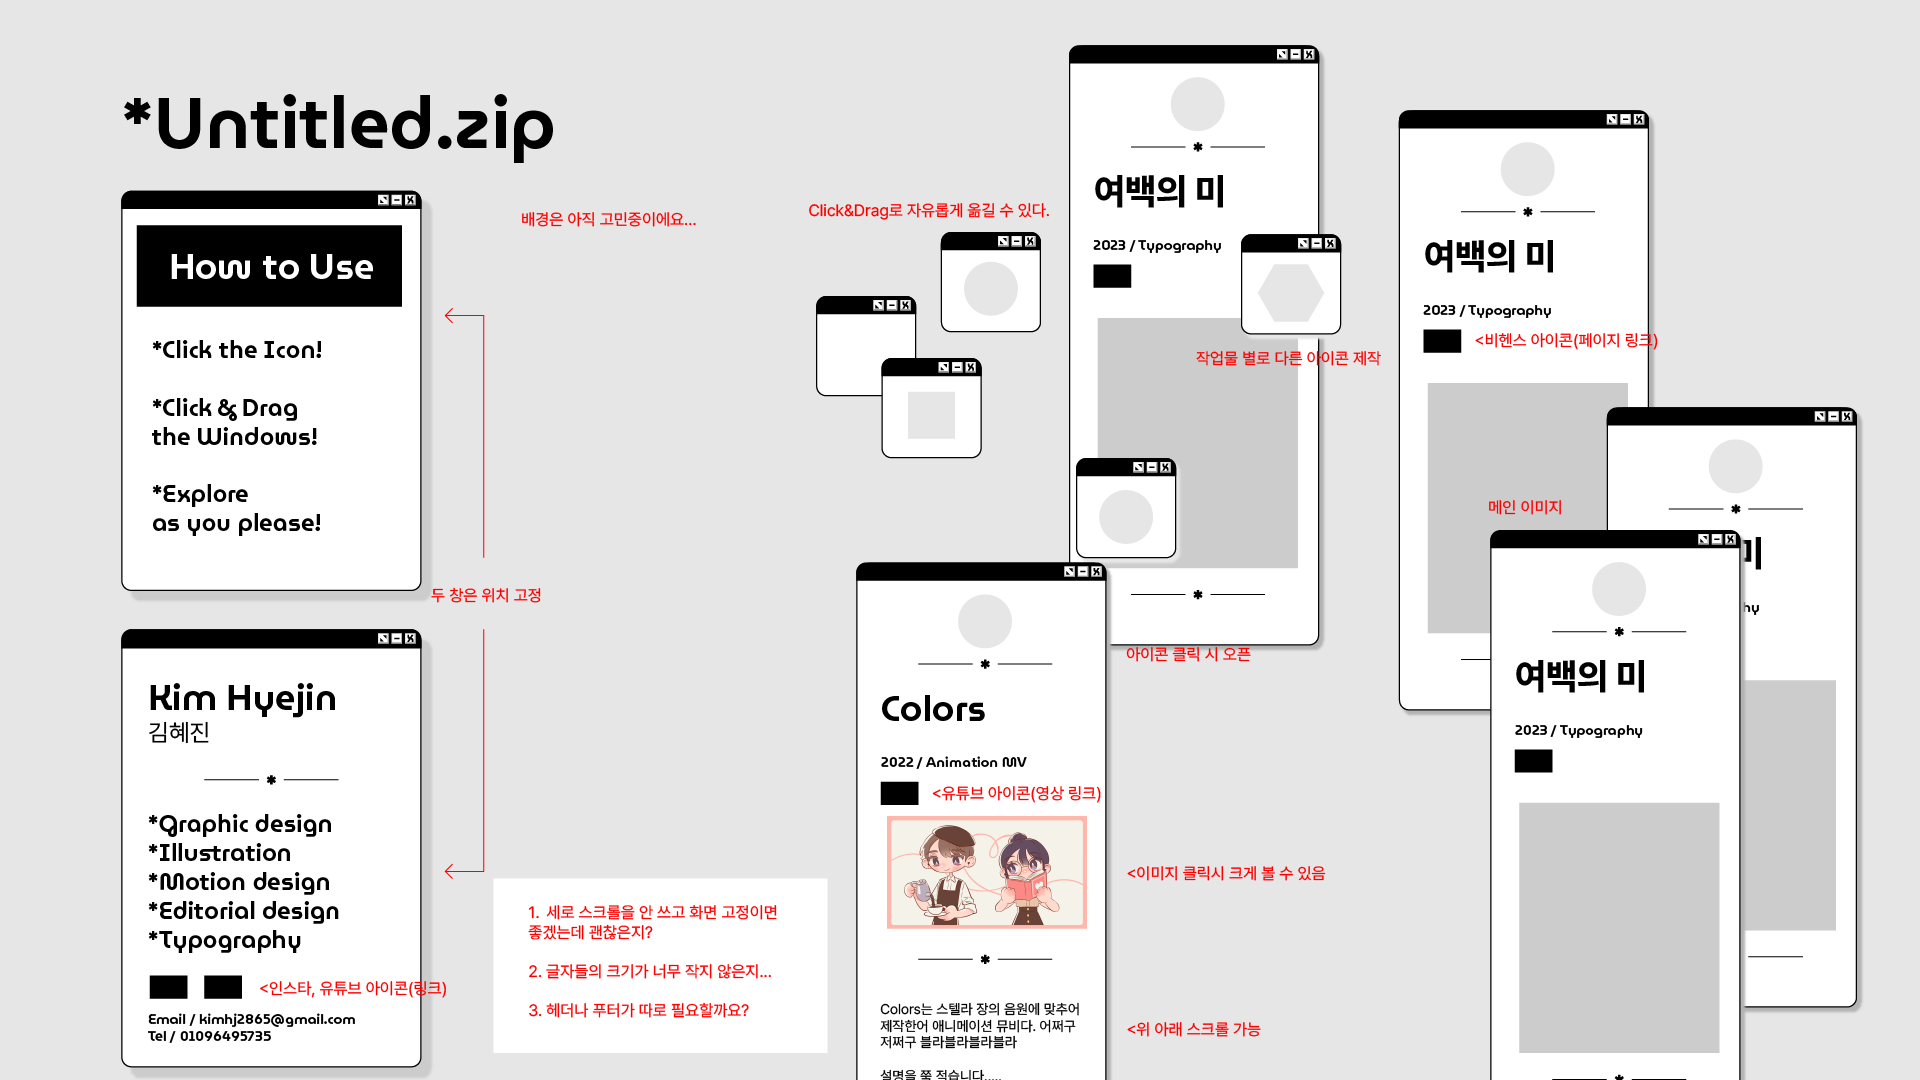 *Untitled.zip
How to Use
*Click the Icon!
*Click & Drag
the Windows!
*Explore
as you please!
배경은 아직 고민중이에요...
두 창은 위치 고정
Kim Hyejin
김혜진
*Graphic design
*Illustration
*Motion design
*Editorial design
*Typography
<인스타, 유튜브 아이콘(링크)
Email / kimhj2865@gmail.com
Tel / 01096495735
1. 세로 스크롤을 안 쓰고 화면 고정이면
좋겠는데 괜찮은지?
2. 글자들의 크기가 너무 작지 않은지...
3. 헤더나 푸터가 따로 필요할까요?
Click&Drag로 자유롭게 옮길 수 있다.
여백의 미
2023 / Typography
작업물 별로 다른 아이콘 제작
아이콘 클릭 시 오픈
Colors
2022 / Animation MV
<유튜브 아이콘(영상 링크)
<이미지 클릭시 크게 볼 수 있음
Colors는 스텔라 장의 음원에 맞추어
제작한어 애니메이션 뮤비다. 어쩌구
저쩌구 블라블라블라블라
<위 아래 스크롤 가능
설명을 쭉 적습니다.....
여백의 미
2023 / Typography
<비헨스 아이콘(페이지 링크)
메인 이미지
미
hy
여백의 미
2023 / Typography